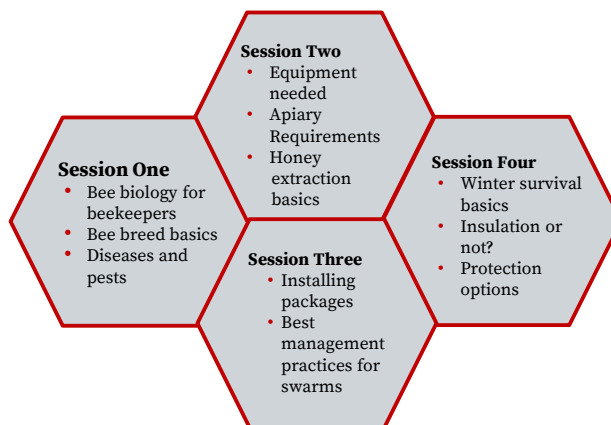 Session One
• Bee biology for
beekeepers
• Bee breed basics
• Diseases and
pests
Session Two
• Equipment
needed
• Apiary
Requirements
• Honey
extraction
basics
Session Three
• Installing
packages
• Best
management
practices for
swarms
Session Four
• Winter survival
basics
• Insulation or
not?
• Protection
options